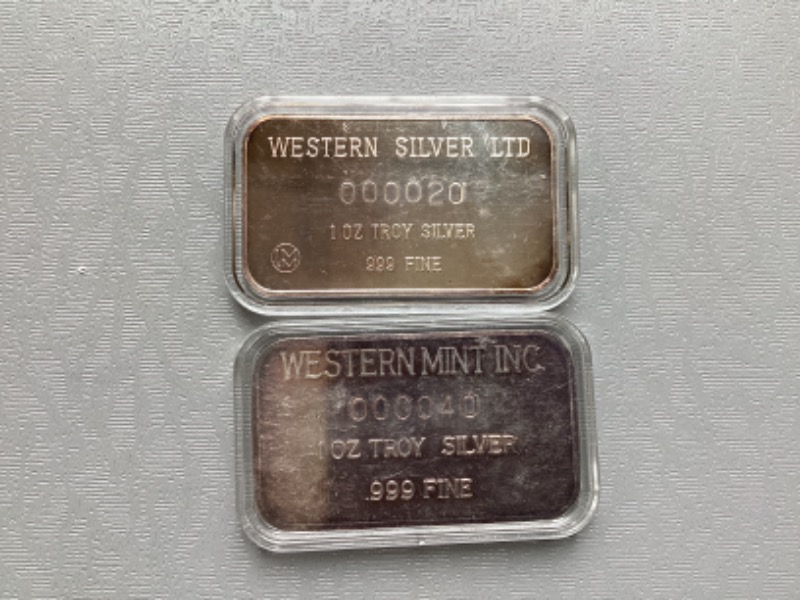 WESTERN SILVER LTD
000020
1 OZ TROY SILVER
999 FINE
WESTERN MINT INC.
000040
1 OZ TROY SILVER
.999 FINE